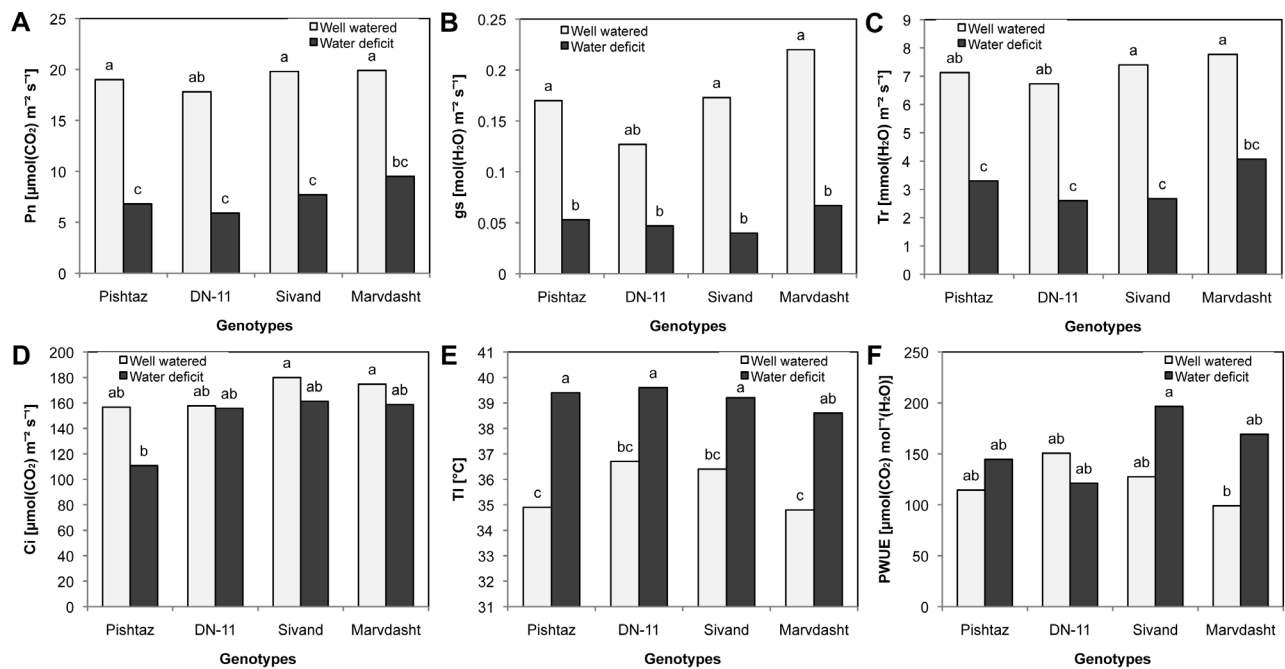 A
Well watered
Water deficit
Pn [µmol(CO₂) m⁻² s⁻¹]
25
20
15
10
5
0
a
c
ab
c
a
c
a
bc
Pishtaz
DN-11
Sivand
Marvdasht
Genotypes
B
Well watered
Water deficit
gs [mol(H₂O) m⁻² s⁻¹]
0.25
0.2
0.15
0.1
0.05
0
a
b
ab
b
a
b
a
b
Pishtaz
DN-11
Sivand
Marvdasht
Genotypes
C
Well watered
Water deficit
Tr [mmol(H₂O) m⁻² s⁻¹]
9
8
7
6
5
4
3
2
1
0
ab
c
ab
c
a
c
a
bc
Pishtaz
DN-11
Sivand
Marvdasht
Genotypes
D
Well watered
Water deficit
Ci [µmol(CO₂) m⁻² s⁻¹]
200
180
160
140
120
100
80
60
40
20
0
ab
b
ab
ab
a
ab
a
ab
Pishtaz
DN-11
Sivand
Marvdasht
Genotypes
E
Well watered
Water deficit
Tl [°C]
41
40
39
38
37
36
35
34
33
32
31
c
a
bc
a
bc
a
c
ab
Pishtaz
DN-11
Sivand
Marvdasht
Genotypes
F
Well watered
Water deficit
PWUE [µmol(CO₂) mol⁻¹(H₂O)]
250
200
150
100
50
0
ab
ab
ab
ab
ab
a
b
ab
Pishtaz
DN-11
Sivand
Marvdasht
Genotypes